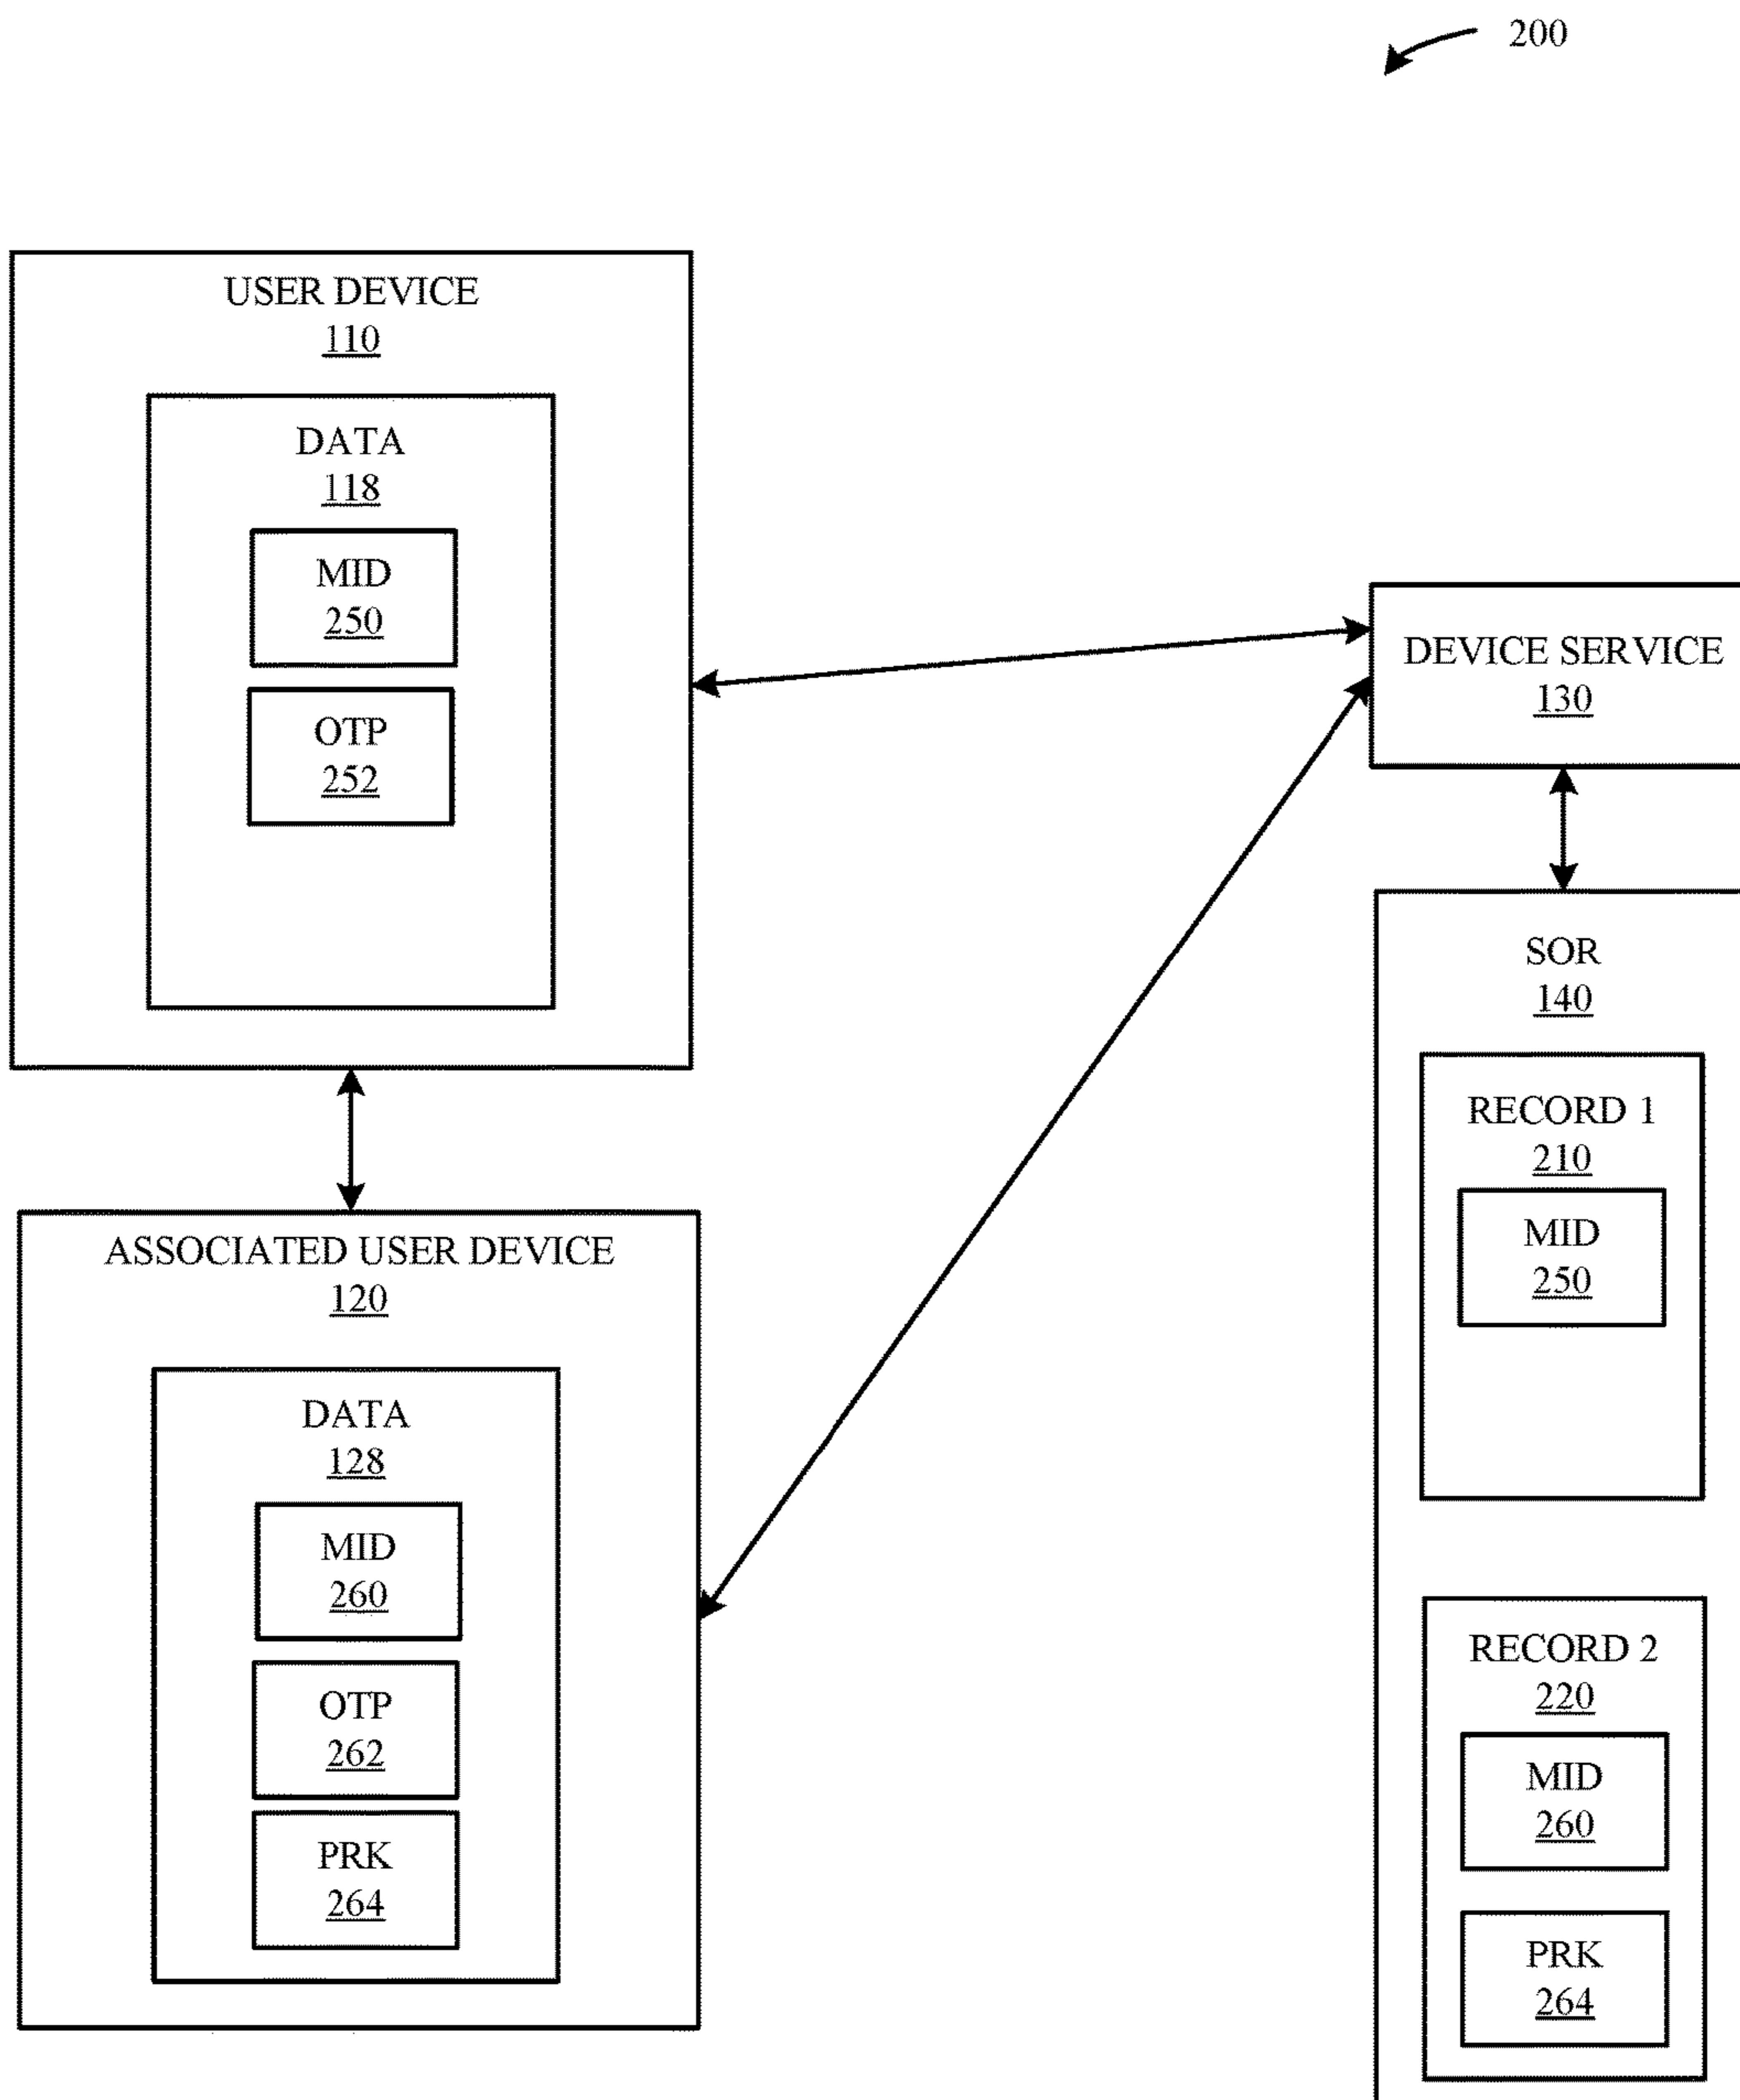 200
USER DEVICE
110
DATA
118
MID
250
OTP
252
ASSOCIATED USER DEVICE
120
DATA
128
MID
260
OTP
262
PRK
264
DEVICE SERVICE
130
SOR
140
RECORD 1
210
MID
250
RECORD 2
220
MID
260
PRK
264